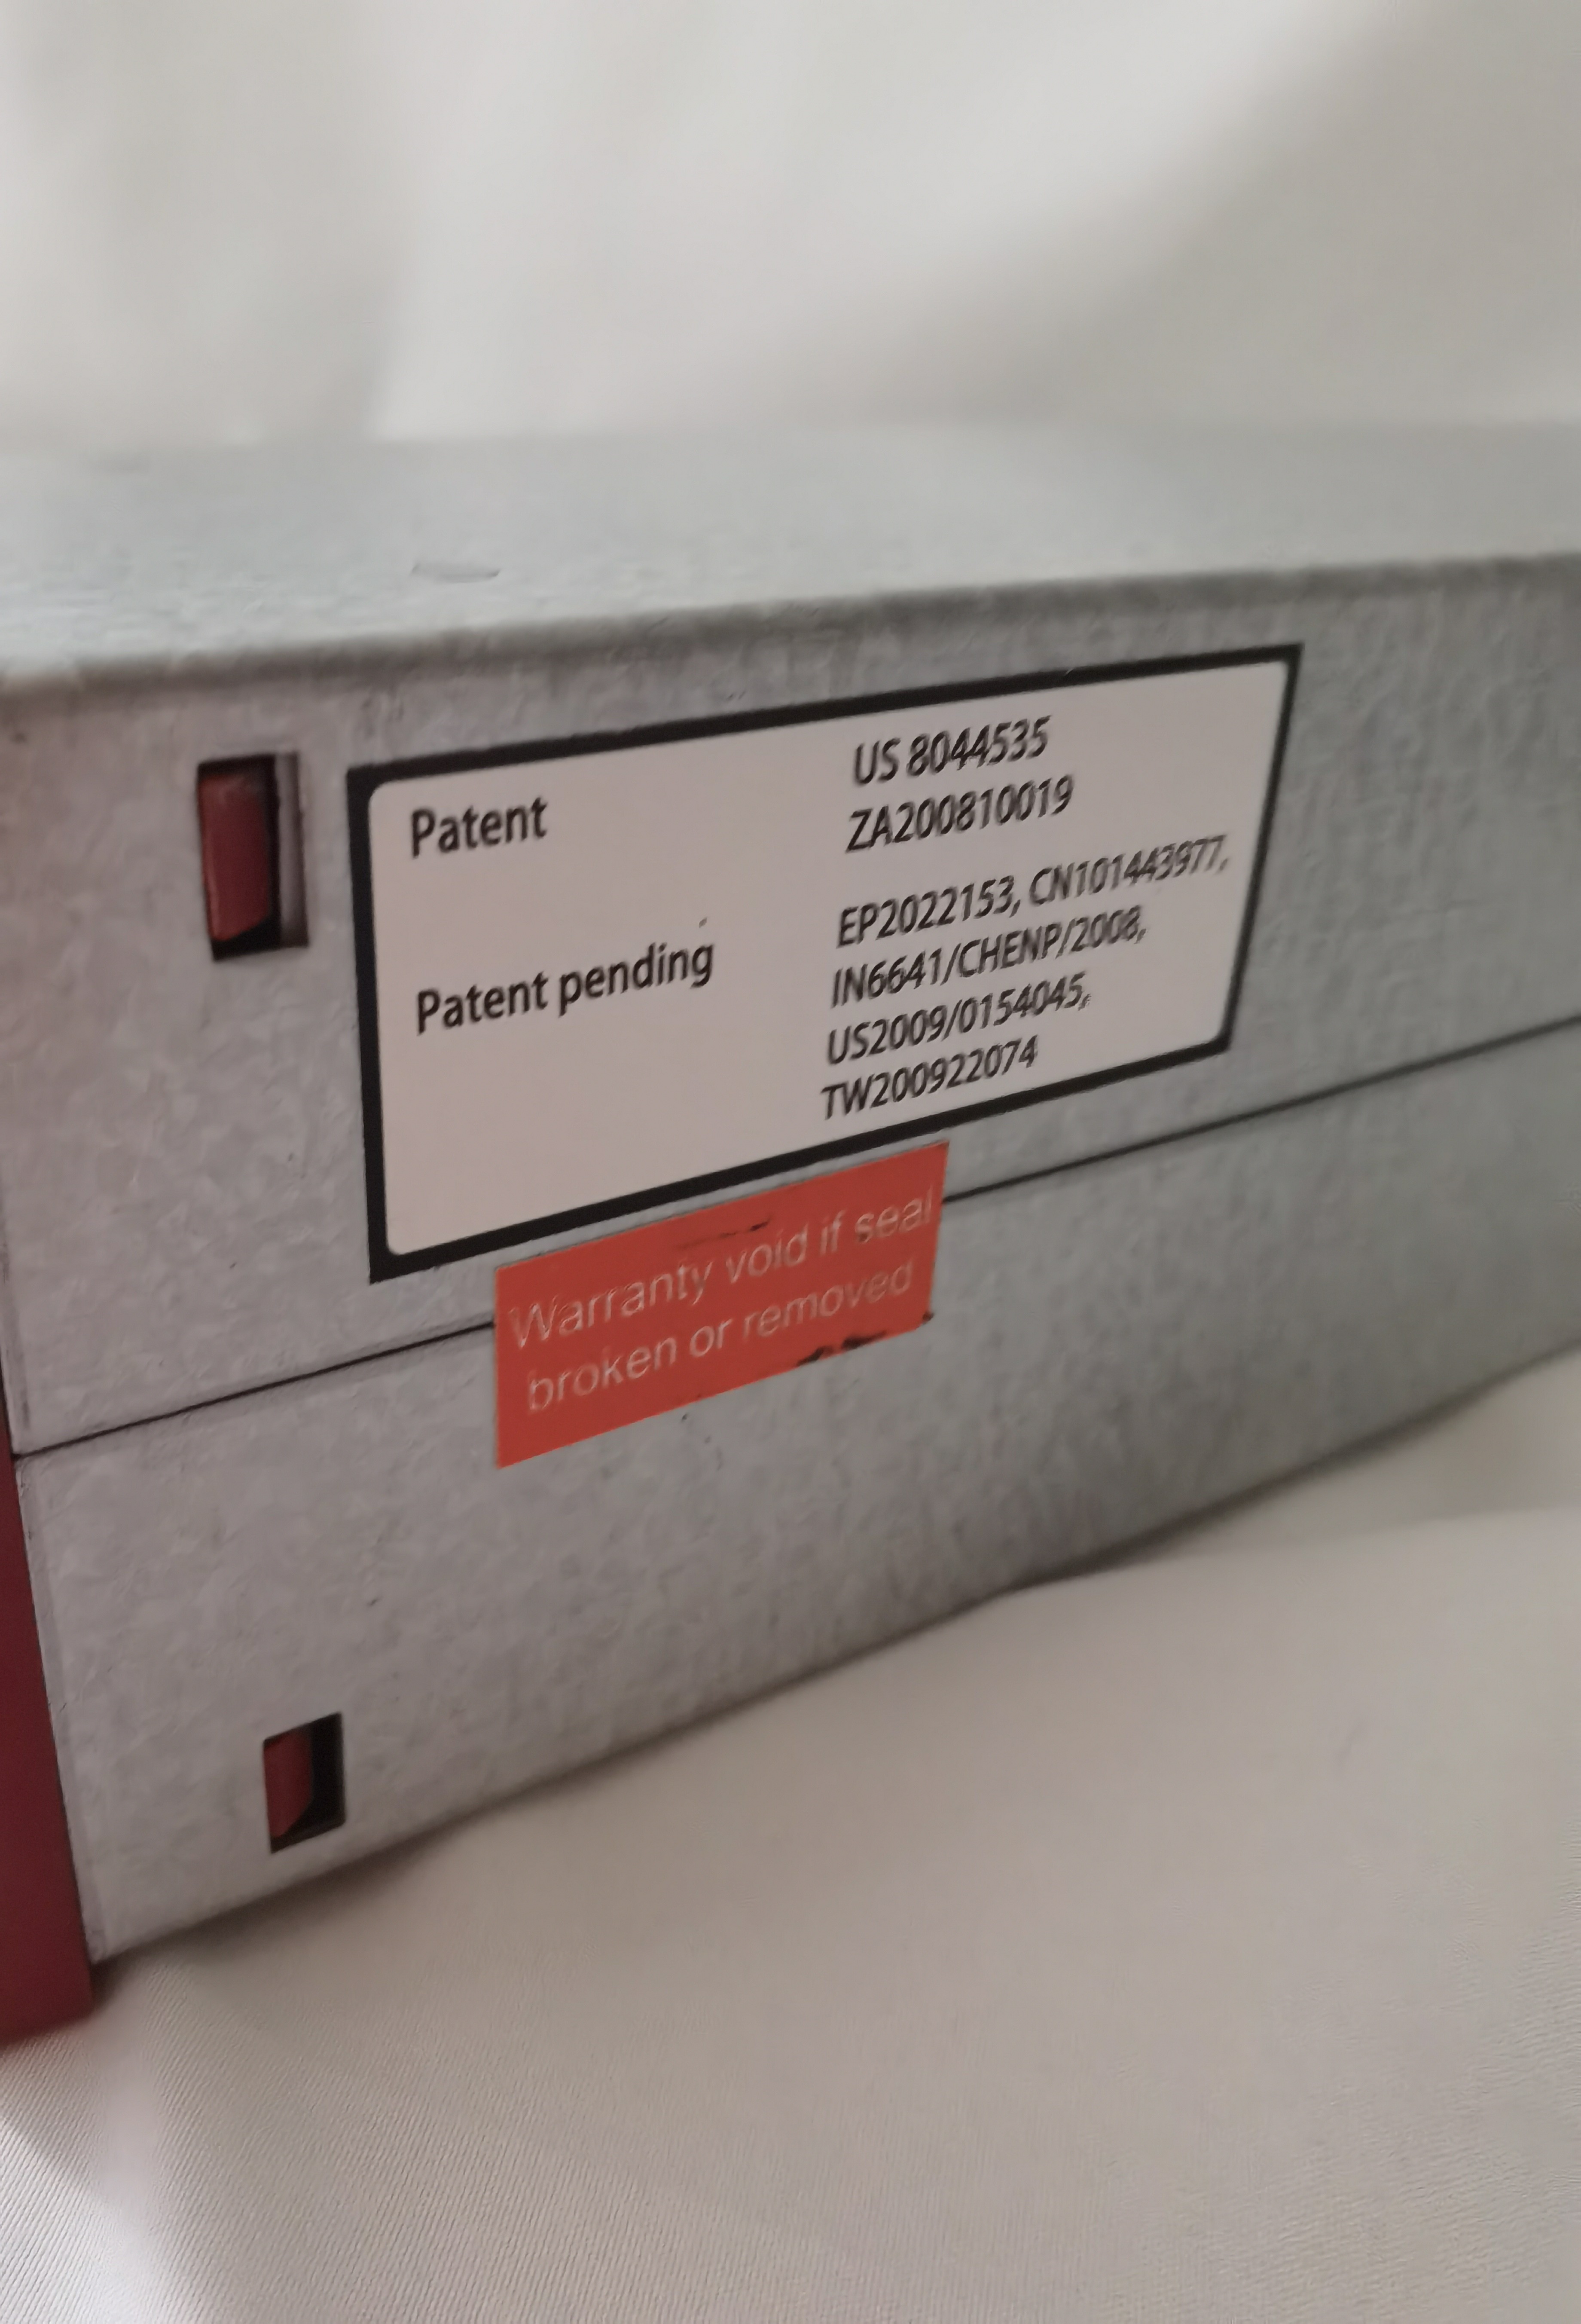 Patent
US 8044535
ZA200810019
Patent pending
EP2022153, CN101443977,
IN6641/CHENP/2008,
US2009/0154045,
TW200922074
Warranty void if seal
broken or removed